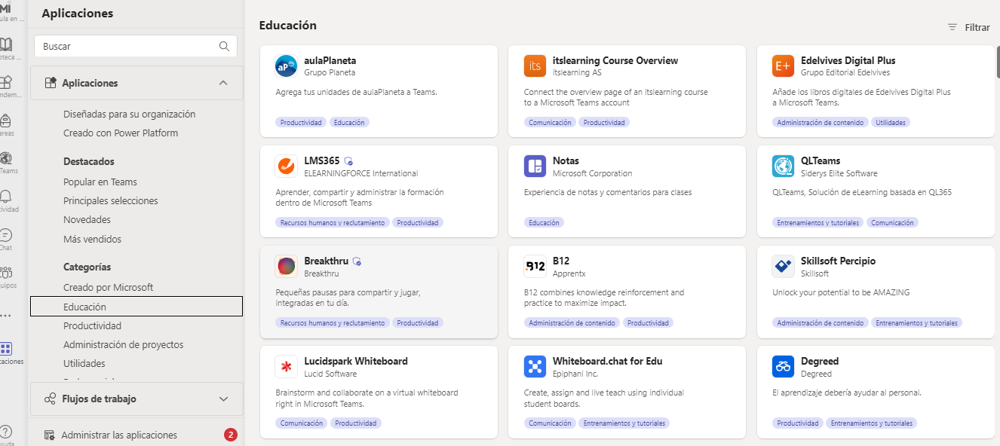 Aplicaciones
Buscar
Aplicaciones
Diseñadas para su organización
Creado con Power Platform
Destacados
Popular en Teams
Principales selecciones
Novedades
Más vendidos
Categorías
Creado por Microsoft
Educación
Productividad
Administración de proyectos
Utilidades
Flujos de trabajo
Administrar las aplicaciones
2
Teams
Chat
Educación
Filtrar
aP
aulaPlaneta
Grupo Planeta
Agrega tus unidades de aulaPlaneta a Teams.
Productividad Educación
its
itslearning Course Overview
itslearning AS
Connect the overview page of an itslearning course
to a Microsoft Teams account
Comunicación Productividad
E+
Edelvives Digital Plus
Grupo Editorial Edelvives
Añade los libros digitales de Edelvives Digital Plus
a Microsoft Teams.
Administración de contenido Utilidades
LMS365
ELEARNINGFORCE International
Aprender, compartir y administrar la formación
dentro de Microsoft Teams
Recursos humanos y reclutamiento Productividad
Notas
Microsoft Corporation
Experiencia de notas y comentarios para clases
Educación
QLTeams
Siderys Elite Software
QLTeams, Solución de eLearning basada en QL365
Entrenamientos y tutoriales Comunicación
Breakthru
Breakthru
Pequeñas pausas para compartir y jugar,
integradas en tu día.
Recursos humanos y reclutamiento Productividad
B12
B12
Apprentx
B12 combines knowledge reinforcement and
practice to maximize impact.
Administración de contenido Productividad
Skillsoft Percipio
Skillsoft
Unlock your potential to be AMAZING
Administración de contenido Entrenamientos y tutoriales
Lucidspark Whiteboard
Lucid Software
Brainstorm and collaborate on a virtual whiteboard
right in Microsoft Teams.
Comunicación Productividad
Whiteboard.chat for Edu
Epiphani Inc.
Create, assign and live teach using individual
student boards.
Comunicación Entrenamientos y tutoriales
Degreed
Degreed
El aprendizaje debería ayudar al personal.
Productividad Entrenamientos y tutoriales